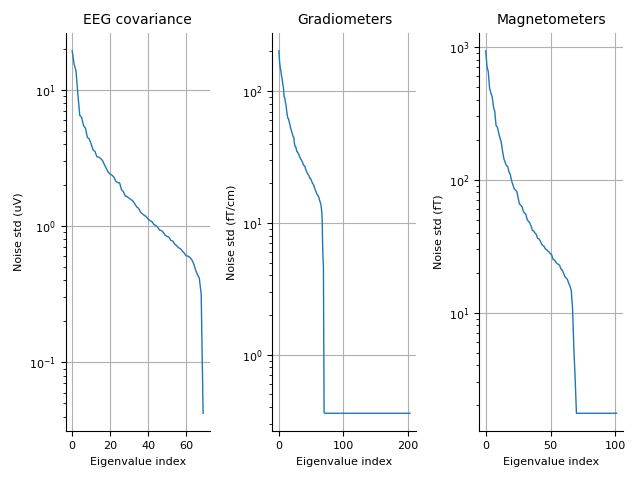 EEG covariance
Noise std (uV)
10¹
10⁰
10⁻¹
0 20 40 60
Eigenvalue index
Gradiometers
Noise std (fT/cm)
10²
10¹
10⁰
0 100 200
Eigenvalue index
Magnetometers
Noise std (fT)
10³
10²
10¹
0 50 100
Eigenvalue index